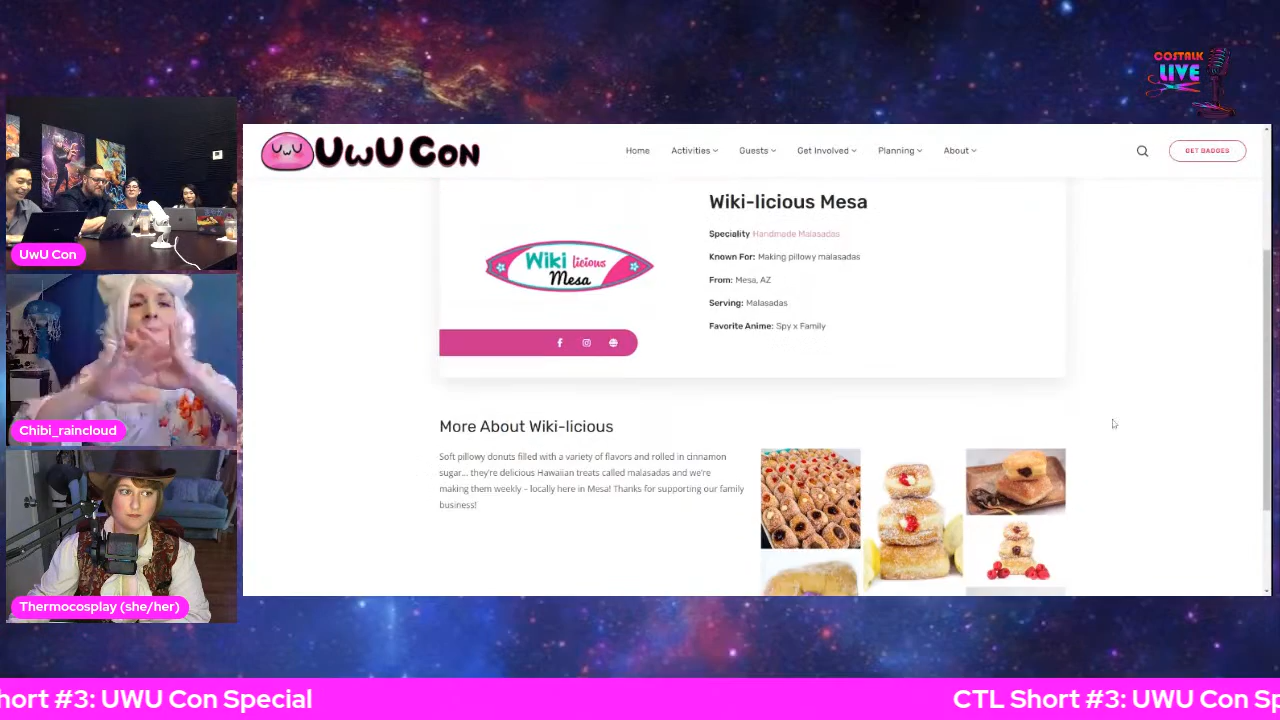 COSTALK
LIVE
UwU Con
Home
Activities
Guests
Get Involved
Planning
About
GET BADGES
Wiki-licious Mesa
Speciality Handmade Malasadas
Known For: Making pillowy malasadas
From: Mesa, AZ
Serving: Malasadas
Favorite Anime: Spy x Family
Wiki licious
Mesa
More About Wiki-licious
Soft pillowy donuts filled with a variety of flavors and rolled in cinnamon
sugar... they're delicious Hawaiian treats called malasadas and we're
making them weekly - locally here in Mesa! Thanks for supporting our family
business!
UwU Con
Chibi_raincloud
Thermocosplay (she/her)
hort #3: UWU Con Special
CTL Short #3: UWU Con Sp